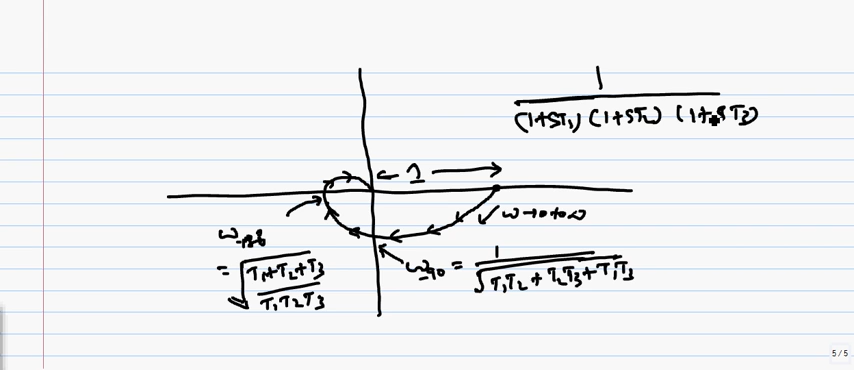 1
(1+ST₁) (1+ST₂) (1+ST₃)
1
ω→0 to ∞
ω₋₁₈₀
= √((T₁+T₂+T₃)/(T₁T₂T₃))
ω₋₉₀ = 1/√(T₁T₂ + T₂T₃ + T₁T₃)
5/5